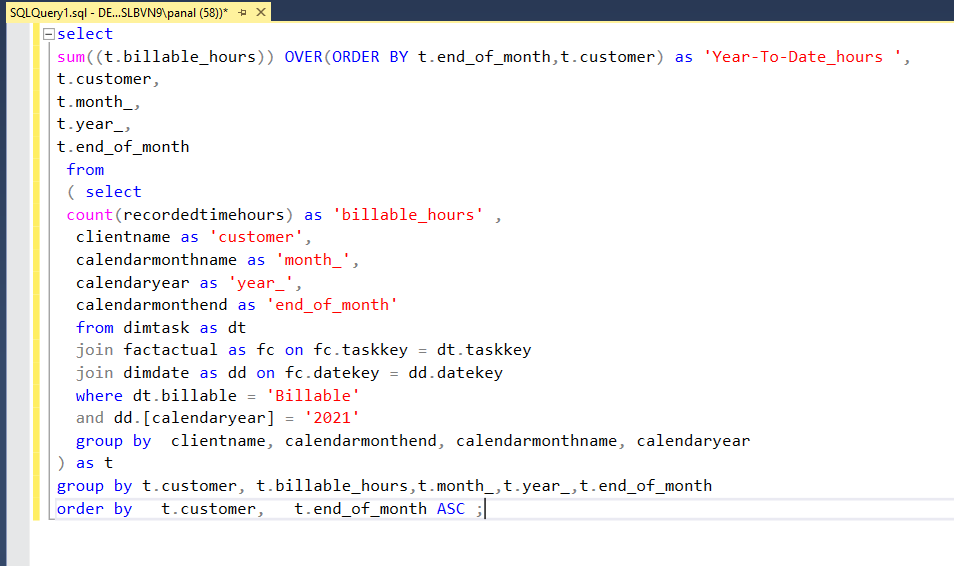 SQLQuery1.sql - DE...SLBVN9\panal (58))*
select
sum((t.billable_hours)) OVER(ORDER BY t.end_of_month,t.customer) as 'Year-To-Date_hours ',
t.customer,
t.month_,
t.year_,
t.end_of_month
from
( select
count(recordedtimehours) as 'billable_hours' ,
clientname as 'customer',
calendarmonthname as 'month_',
calendaryear as 'year_',
calendarmonthend as 'end_of_month'
from dimtask as dt
join factactual as fc on fc.taskkey = dt.taskkey
join dimdate as dd on fc.datekey = dd.datekey
where dt.billable = 'Billable'
and dd.[calendaryear] = '2021'
group by  clientname, calendarmonthend, calendarmonthname, calendaryear
) as t
group by t.customer, t.billable_hours,t.month_,t.year_,t.end_of_month
order by   t.customer,   t.end_of_month ASC ;